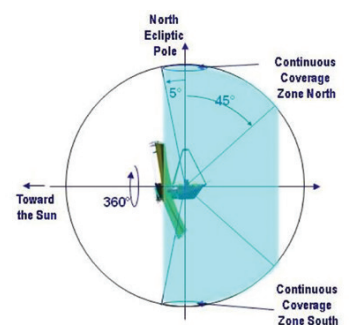 North
Ecliptic
Pole
Continuous
Coverage
Zone North
5°
45°
Toward
the Sun
360°
Continuous
Coverage
Zone South